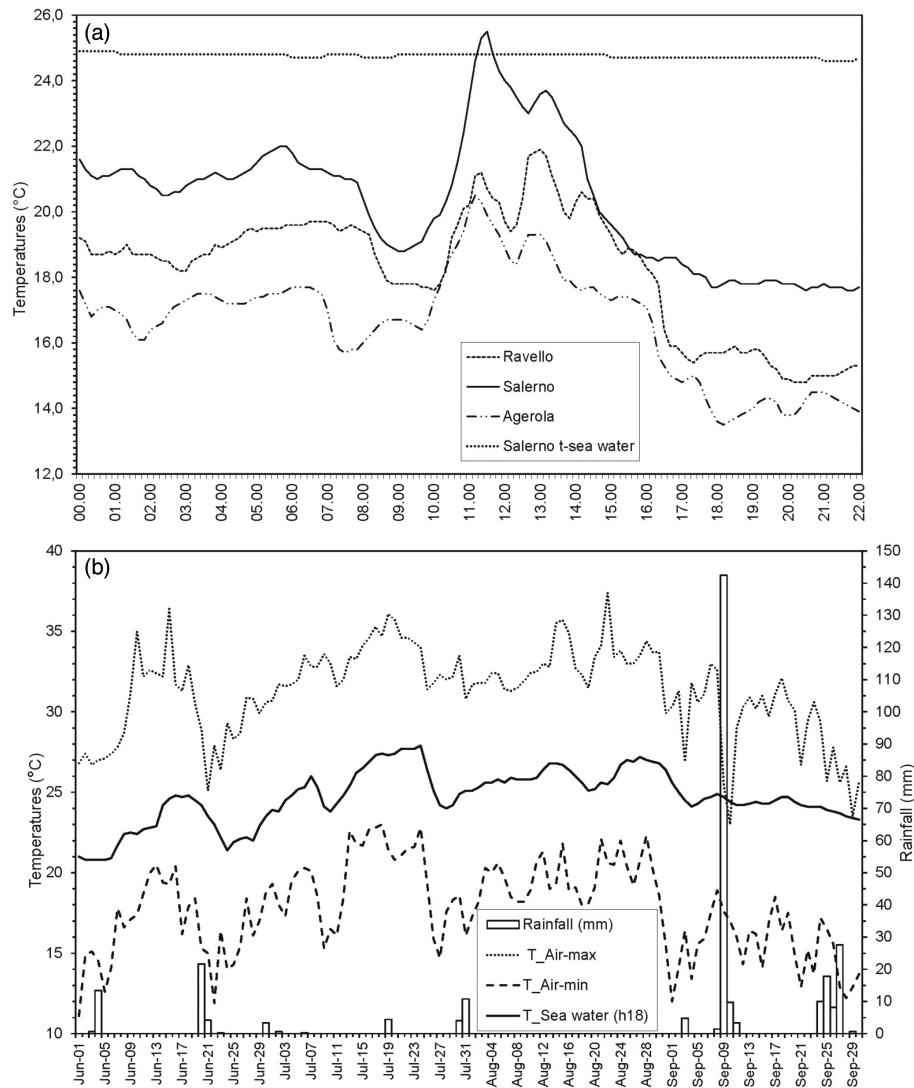 (a)
Temperatures (°C)
26,0
24,0
22,0
20,0
18,0
16,0
14,0
12,0
Ravello
Salerno
Agerola
Salerno t-sea water
00.00
01.00
02.00
03.00
04.00
05.00
06.00
07.00
08.00
09.00
10.00
11.00
12.00
13.00
14.00
15.00
16.00
17.00
18.00
19.00
20.00
21.00
22.00
(b)
Temperatures (°C)
40
35
30
25
20
15
10
Rainfall (mm)
T_Air-max
T_Air-min
T_Sea water (h18)
150
140
130
120
110
100
90
80
70
60
50
40
30
20
10
0
Rainfall (mm)
Jun-01
Jun-05
Jun-09
Jun-13
Jun-17
Jun-21
Jun-25
Jun-29
Jul-03
Jul-07
Jul-11
Jul-15
Jul-19
Jul-23
Jul-27
Jul-31
Aug-04
Aug-08
Aug-12
Aug-16
Aug-20
Aug-24
Aug-28
Sep-01
Sep-05
Sep-09
Sep-13
Sep-17
Sep-21
Sep-25
Sep-29